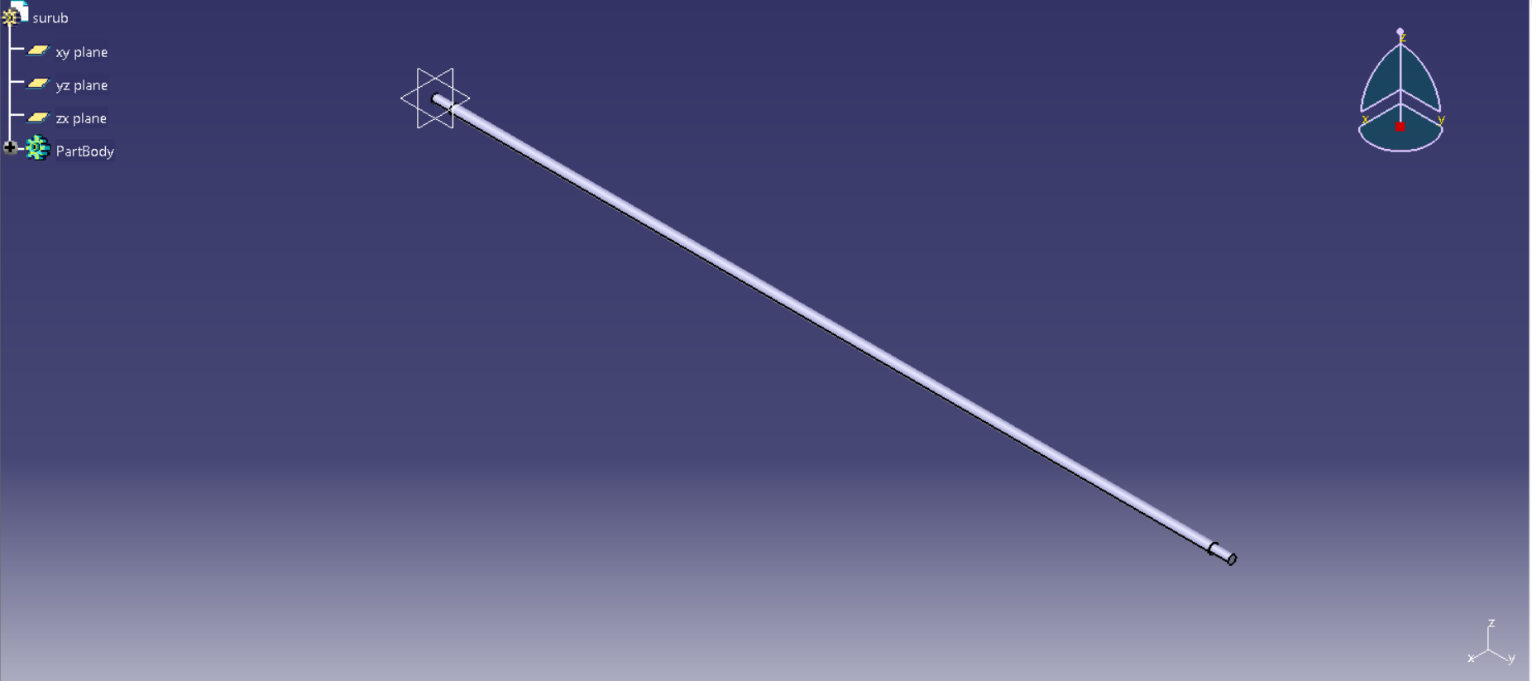 surub
xy plane
yz plane
zx plane
PartBody
z
x
y
z
x
y